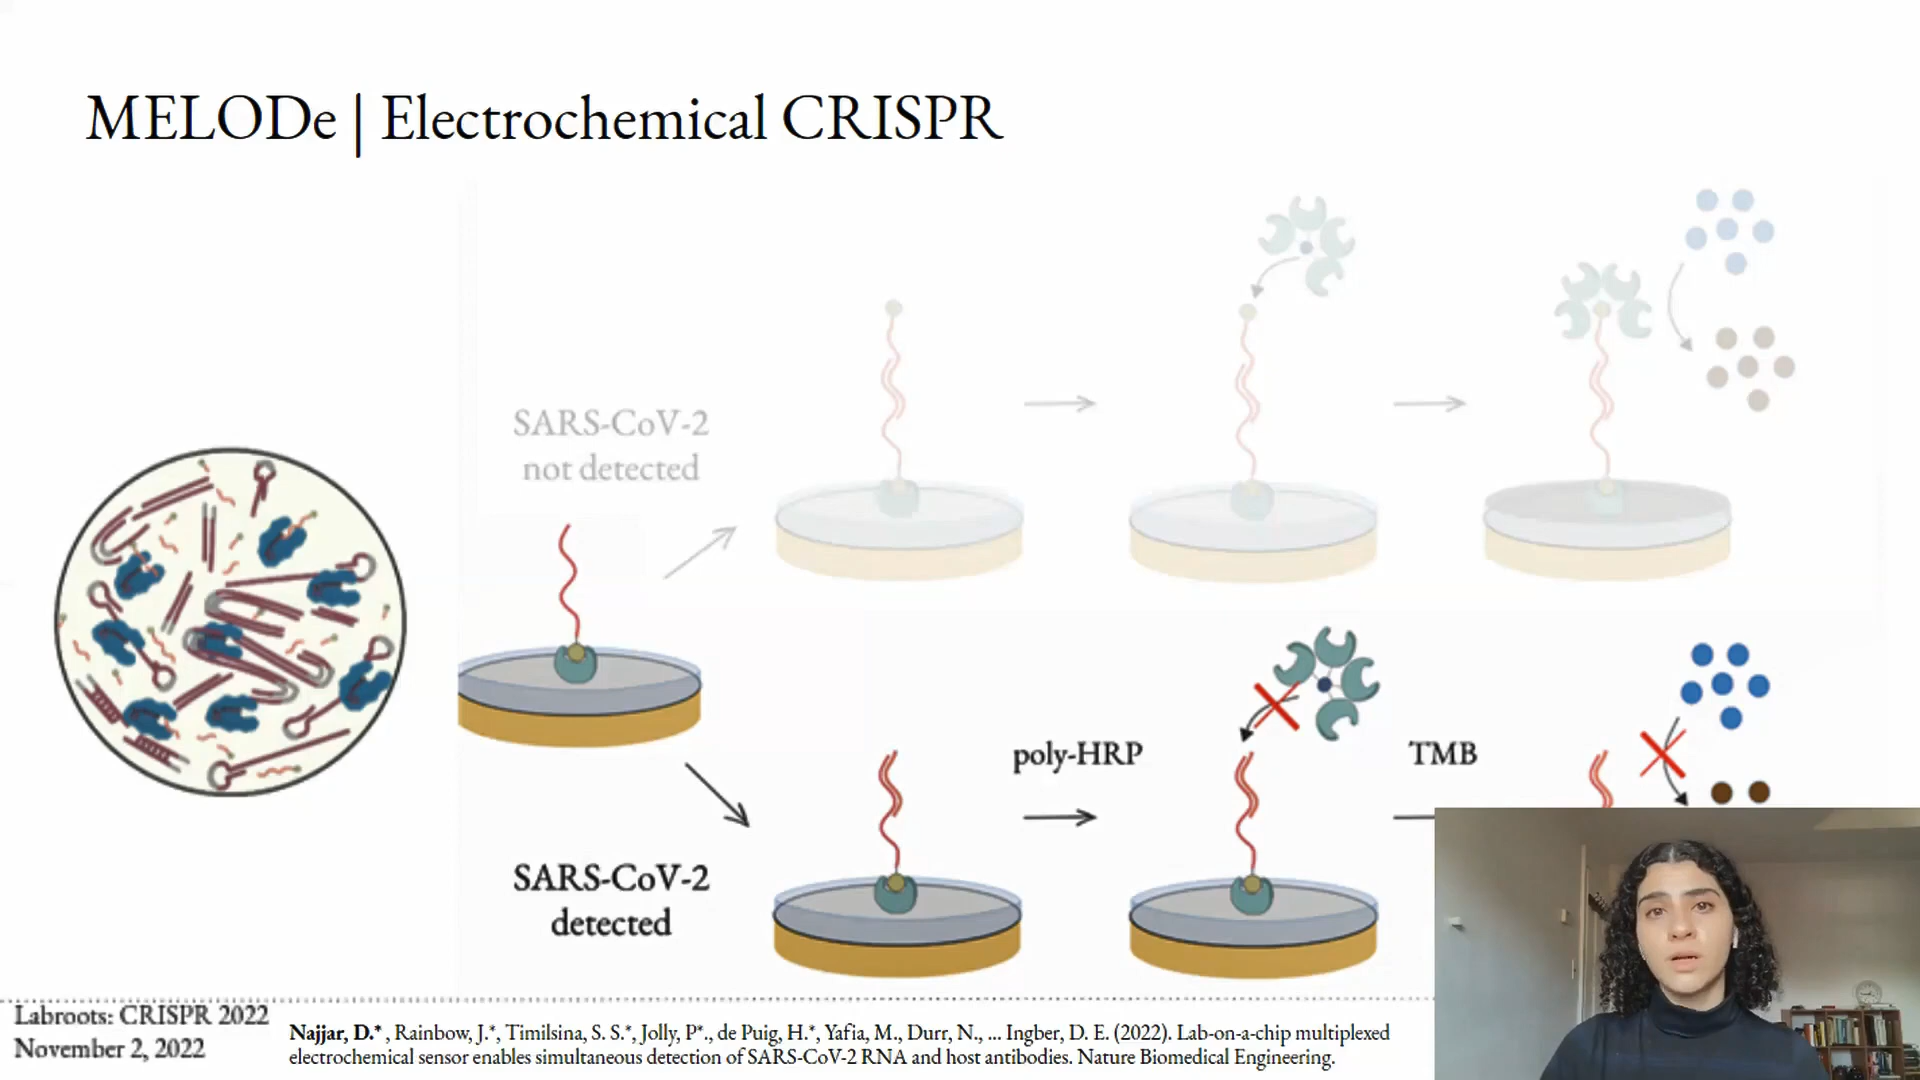 MELODe | Electrochemical CRISPR
SARS-CoV-2
not detected
poly-HRP
TMB
SARS-CoV-2
detected
Labroots: CRISPR 2022
November 2, 2022
Najjar, D.*, Rainbow, J.*, Timilsina, S. S.*, Jolly, P*., de Puig, H.*, Yafia, M., Durr, N., ... Ingber, D. E. (2022). Lab-on-a-chip multiplexed
electrochemical sensor enables simultaneous detection of SARS-CoV-2 RNA and host antibodies. Nature Biomedical Engineering.